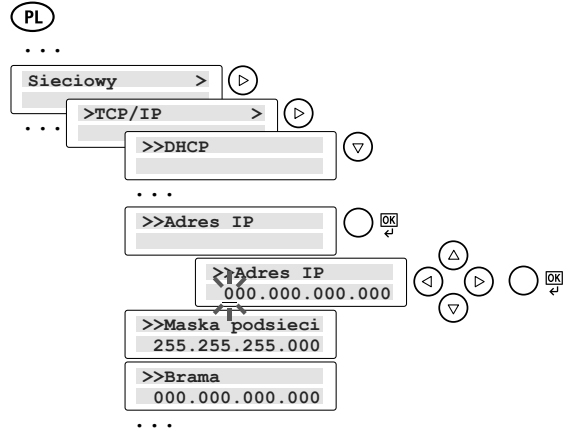 PL
...
Sieciowy >
>TCP/IP >
...
>>DHCP
...
>>Adres IP
OK
>>Adres IP
000.000.000.000
OK
>>Maska podsieci
255.255.255.000
>>Brama
000.000.000.000
...